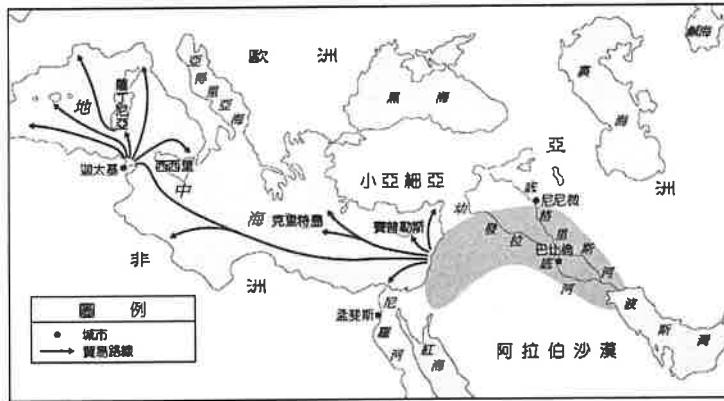 歐洲
亞得里亞海
黑海
裏海
鹹海
地中海
薩丁尼亞
西西里
迦太基
小亞細亞
亞洲
克里特島
賽普勒斯
尼尼微
底格里斯河
幼發拉底河
巴比倫
非洲
孟斐斯
尼羅河
紅海
阿拉伯沙漠
波斯灣
圖例
城市
貿易路線